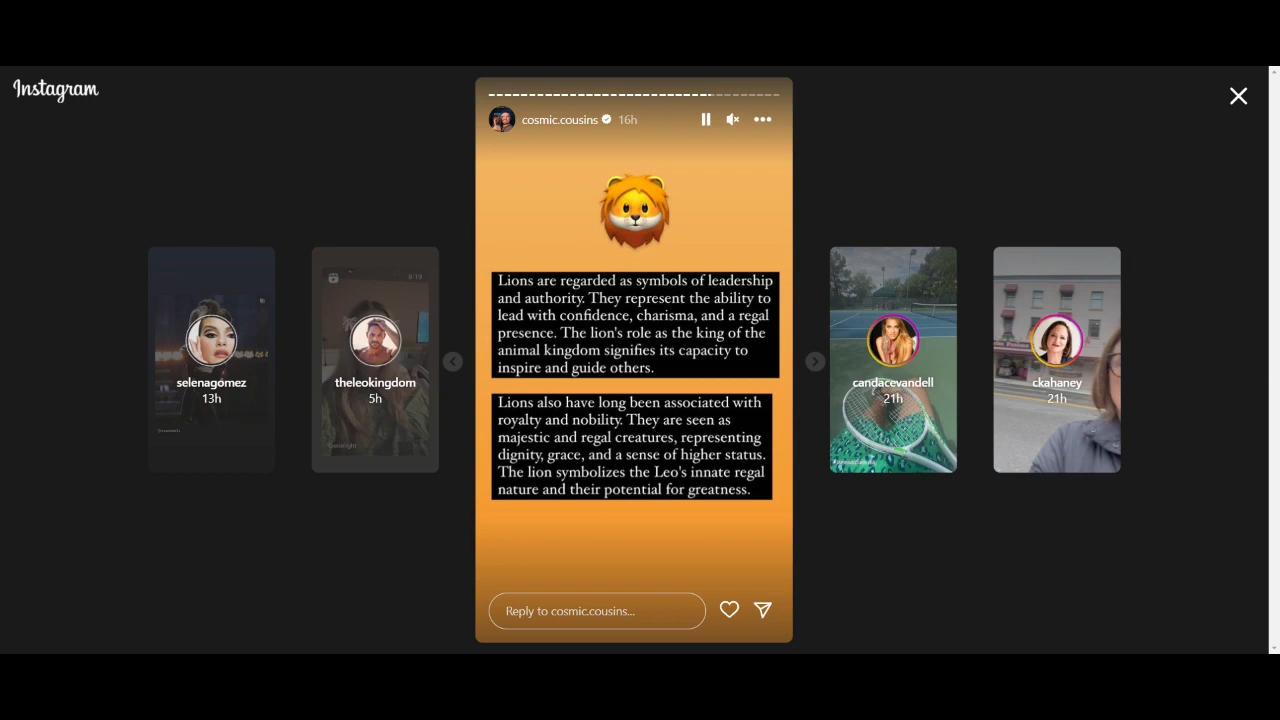 Instagram
cosmic.cousins 16h
Lions are regarded as symbols of leadership
and authority. They represent the ability to
lead with confidence, charisma, and a regal
presence. The lion's role as the king of the
animal kingdom signifies its capacity to
inspire and guide others.
Lions also have long been associated with
royalty and nobility. They are seen as
majestic and regal creatures, representing
dignity, grace, and a sense of higher status.
The lion symbolizes the Leo's innate regal
nature and their potential for greatness.
Reply to cosmic.cousins...
selenagomez
13h
8/19
theleokingdom
5h
candacevandell
21h
ckahaney
21h